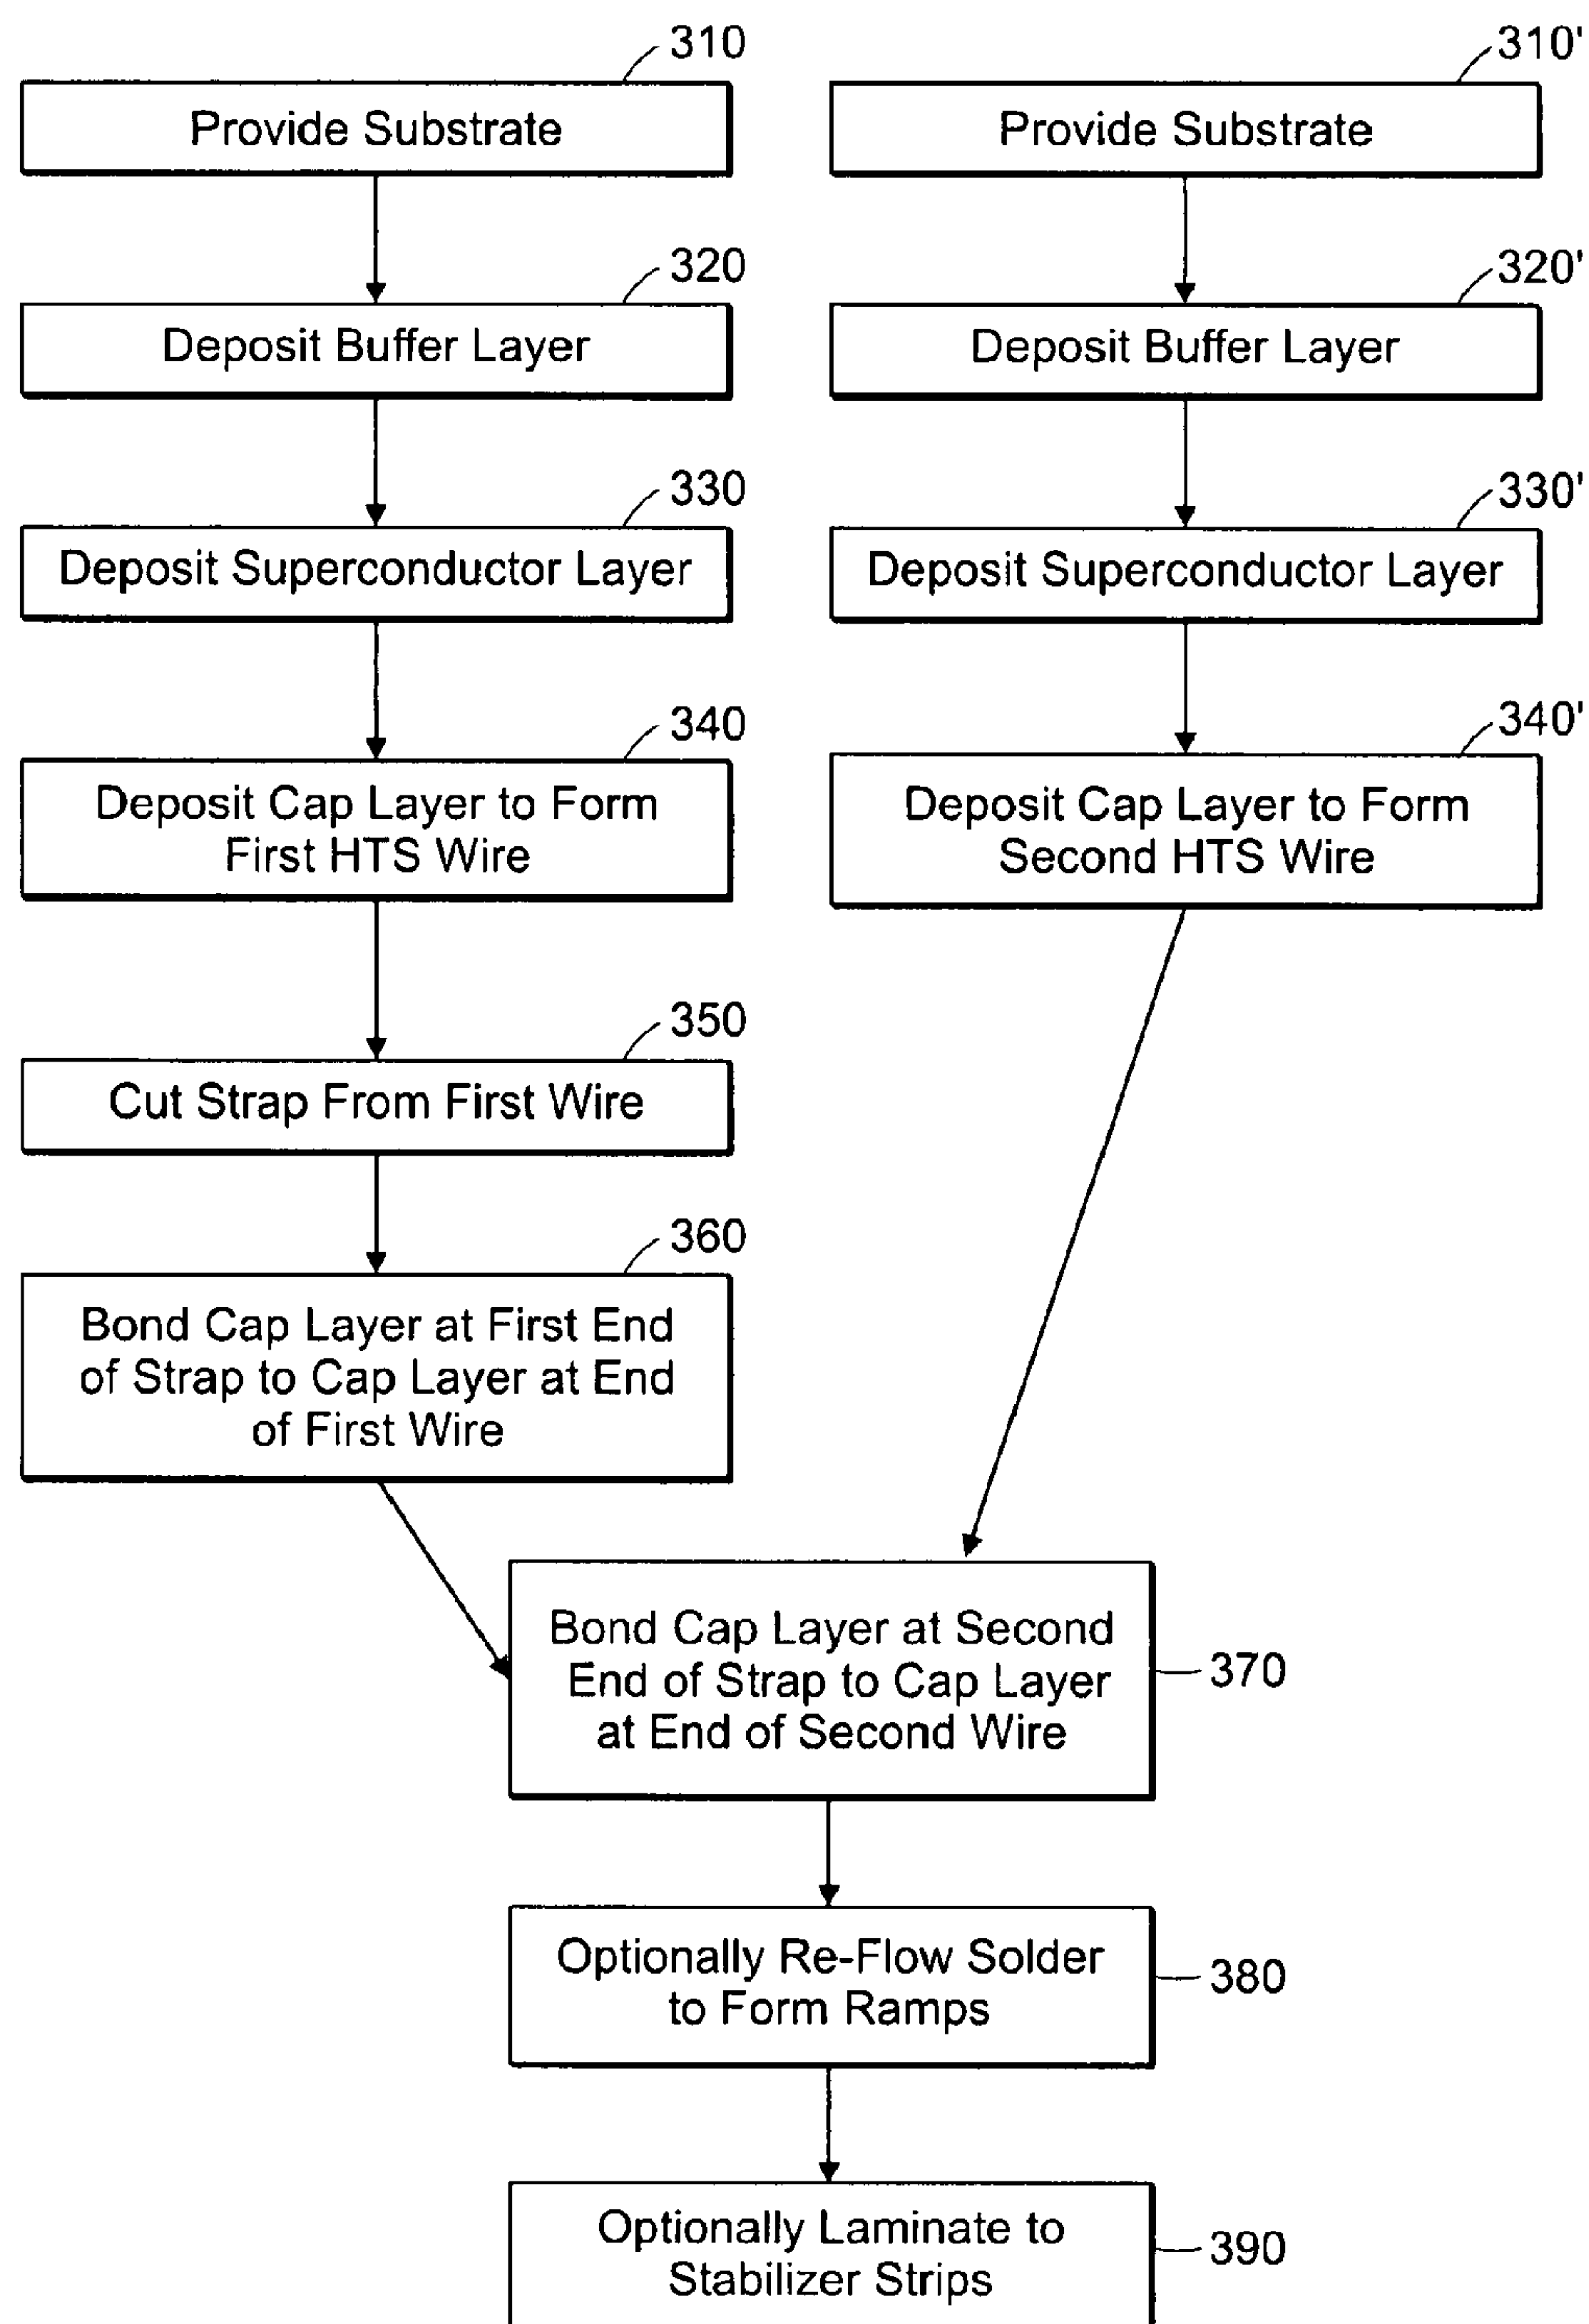 310
Provide Substrate
310'
Provide Substrate
320
Deposit Buffer Layer
320'
Deposit Buffer Layer
330
Deposit Superconductor Layer
330'
Deposit Superconductor Layer
340
Deposit Cap Layer to Form
First HTS Wire
340'
Deposit Cap Layer to Form
Second HTS Wire
350
Cut Strap From First Wire
360
Bond Cap Layer at First End
of Strap to Cap Layer at End
of First Wire
Bond Cap Layer at Second
End of Strap to Cap Layer
at End of Second Wire
370
Optionally Re-Flow Solder
to Form Ramps
380
Optionally Laminate to
Stabilizer Strips
390